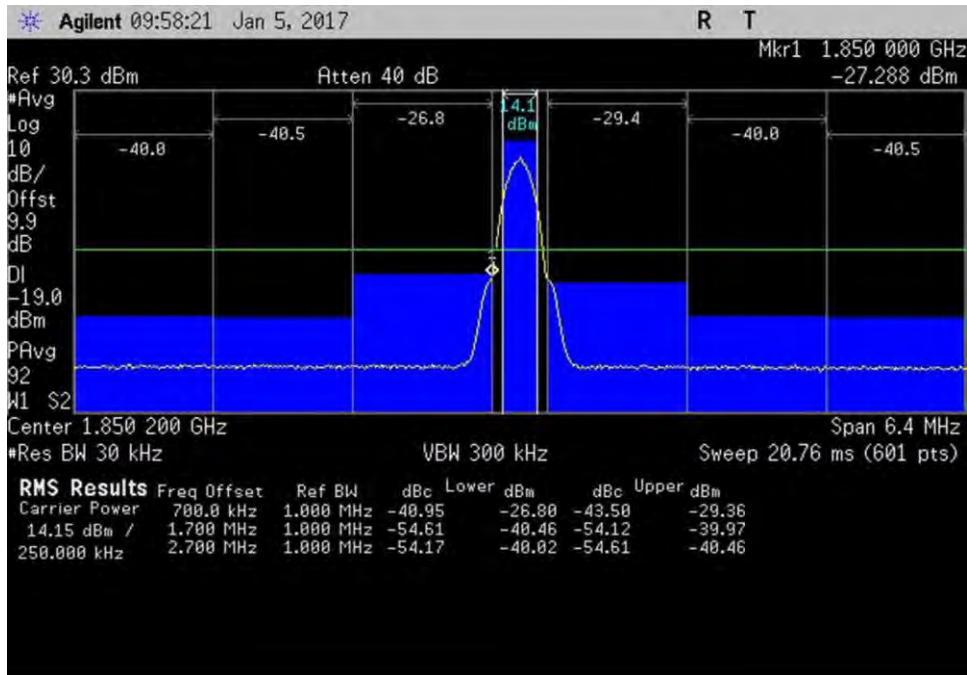 Agilent 09:58:21 Jan 5, 2017 R T
Mkr1 1.850 000 GHz
Ref 30.3 dBm Atten 40 dB -27.288 dBm
#Avg
Log
10
dB/
Offst
9.9
dB
DI
-19.0
dBm
PAvg
92
W1 S2
-40.0 -40.5 -26.8 14.1 dBm -29.4 -40.0 -40.5
Center 1.850 200 GHz Span 6.4 MHz
#Res BW 30 kHz VBW 300 kHz Sweep 20.76 ms (601 pts)
RMS Results Freq Offset Ref BW dBc Lower dBm dBc Upper dBm
Carrier Power 700.0 kHz 1.000 MHz -40.95 -26.80 -43.50 -29.36
14.15 dBm / 1.700 MHz 1.000 MHz -54.61 -40.46 -54.12 -39.97
250.000 kHz 2.700 MHz 1.000 MHz -54.17 -40.02 -54.61 -40.46